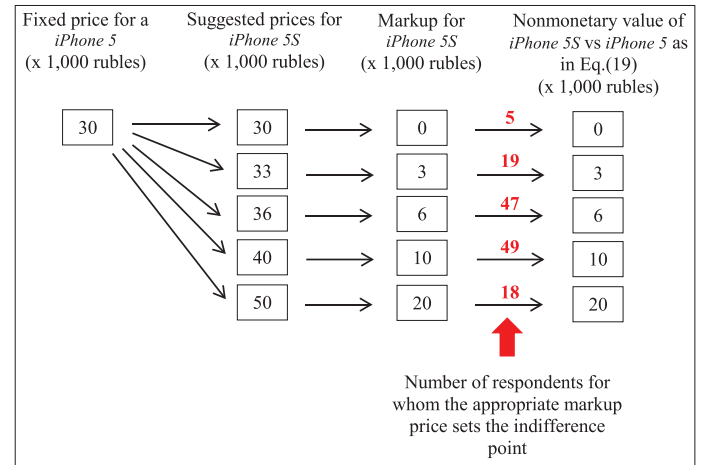 Fixed price for a
iPhone 5
(x 1,000 rubles)
Suggested prices for
iPhone 5S
(x 1,000 rubles)
Markup for
iPhone 5S
(x 1,000 rubles)
Nonmonetary value of
iPhone 5S vs iPhone 5 as
in Eq.(19)
(x 1,000 rubles)
30
30
0
5
0
33
3
19
3
36
6
47
6
40
10
49
10
50
20
18
20
Number of respondents for
whom the appropriate markup
price sets the indifference
point